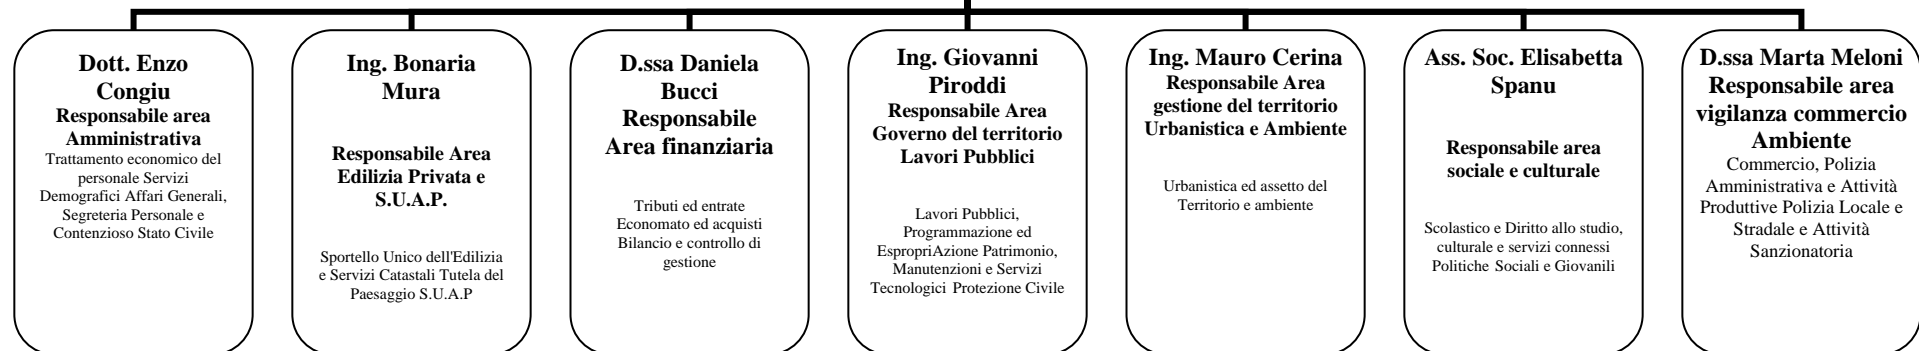 Dott. Enzo
Congiu
Responsabile area
Amministrativa
Trattamento economico del
personale Servizi
Demografici Affari Generali,
Segreteria Personale e
Contenzioso Stato Civile
Ing. Bonaria
Mura
Responsabile Area
Edilizia Privata e
S.U.A.P.
Sportello Unico dell'Edilizia
e Servizi Catastali Tutela del
Paesaggio S.U.A.P
D.ssa Daniela
Bucci
Responsabile
Area finanziaria
Tributi ed entrate
Economato ed acquisti
Bilancio e controllo di
gestione
Ing. Giovanni
Piroddi
Responsabile Area
Governo del territorio
Lavori Pubblici
Lavori Pubblici,
Programmazione ed
EspropriAzione Patrimonio,
Manutenzioni e Servizi
Tecnologici Protezione Civile
Ing. Mauro Cerina
Responsabile Area
gestione del territorio
Urbanistica e Ambiente
Urbanistica ed assetto del
Territorio e ambiente
Ass. Soc. Elisabetta
Spanu
Responsabile area
sociale e culturale
Scolastico e Diritto allo studio,
culturale e servizi connessi
Politiche Sociali e Giovanili
D.ssa Marta Meloni
Responsabile area
vigilanza commercio
Ambiente
Commercio, Polizia
Amministrativa e Attività
Produttive Polizia Locale e
Stradale e Attività
Sanzionatoria